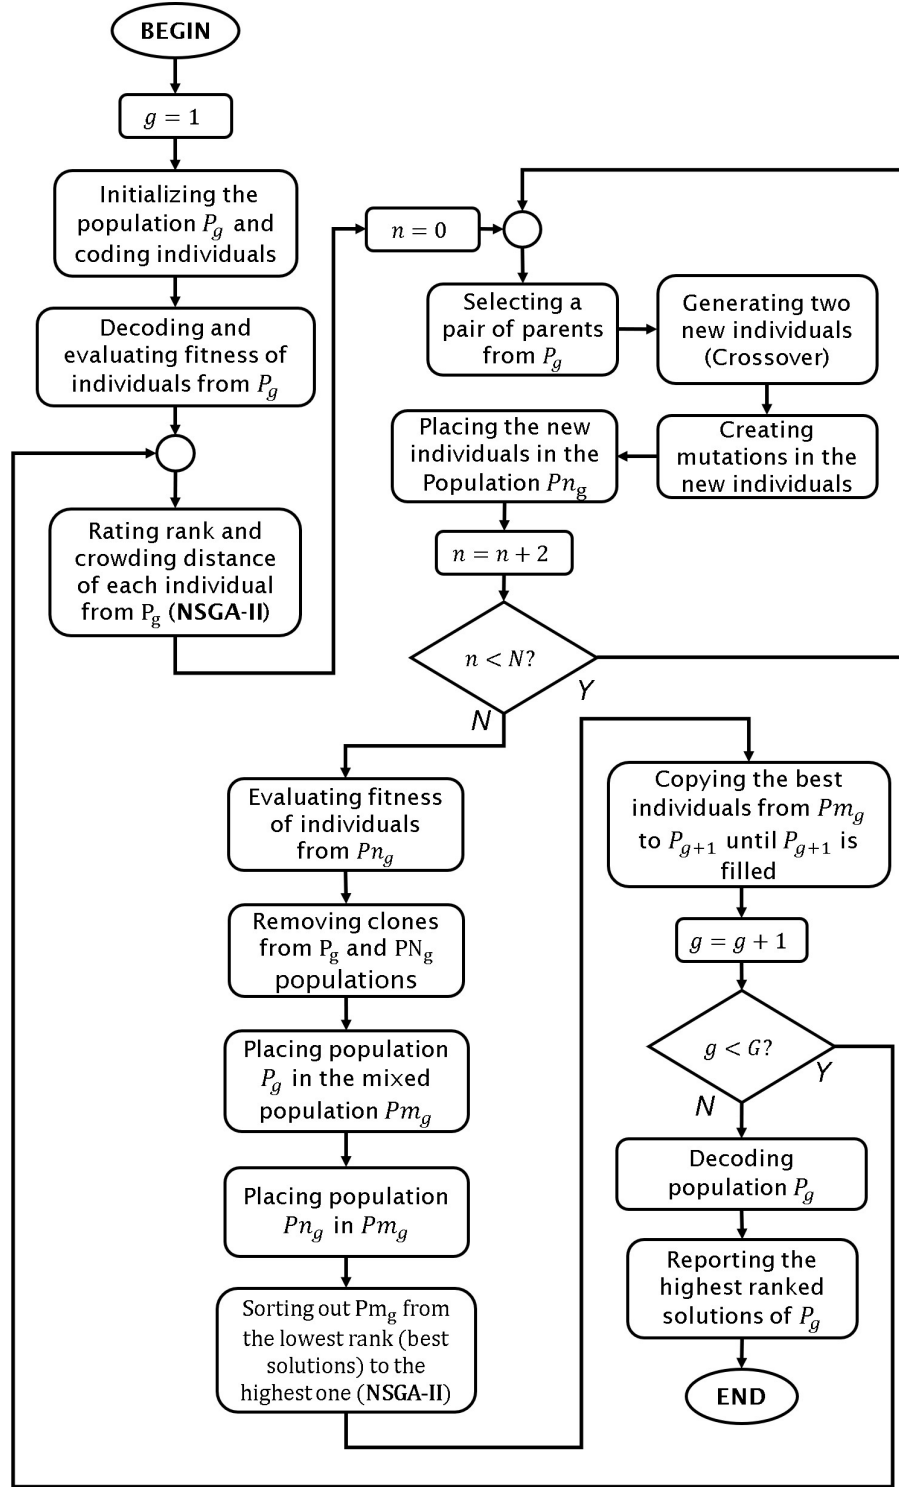 BEGIN
g = 1
Initializing the
population P_g and
coding individuals
Decoding and
evaluating fitness of
individuals from P_g
Rating rank and
crowding distance
of each individual
from P_g (NSGA-II)
n = 0
Selecting a
pair of parents
from P_g
Generating two
new individuals
(Crossover)
Creating
mutations in the
new individuals
Placing the new
individuals in the
Population Pn_g
n = n + 2
n < N?
Y
N
Evaluating fitness
of individuals
from Pn_g
Removing clones
from P_g and PN_g
populations
Placing population
P_g in the mixed
population Pm_g
Placing population
Pn_g in Pm_g
Sorting out Pm_g from
the lowest rank (best
solutions) to the
highest one (NSGA-II)
Copying the best
individuals from Pm_g
to P_{g+1} until P_{g+1} is
filled
g = g + 1
g < G?
Y
N
Decoding
population P_g
Reporting the
highest ranked
solutions of P_g
END